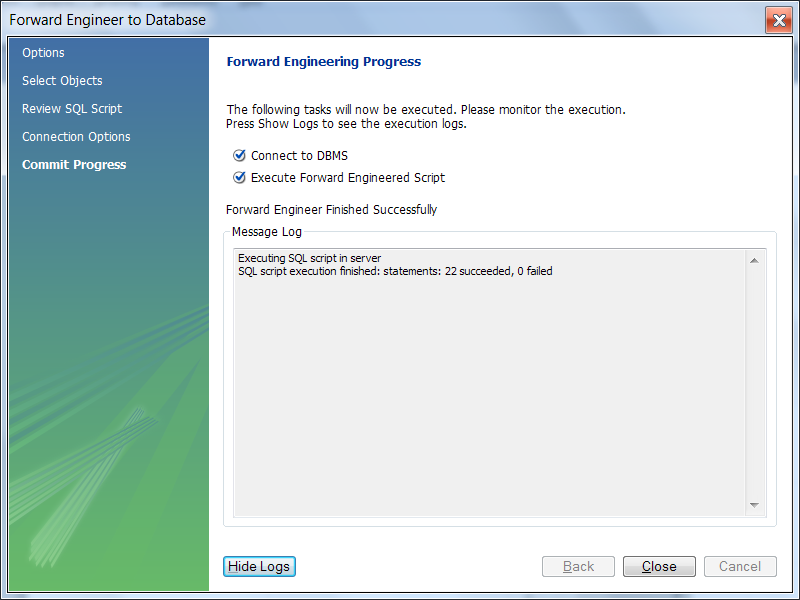 Forward Engineer to Database
Options
Select Objects
Review SQL Script
Connection Options
Commit Progress
Forward Engineering Progress
The following tasks will now be executed. Please monitor the execution.
Press Show Logs to see the execution logs.
Connect to DBMS
Execute Forward Engineered Script
Forward Engineer Finished Successfully
Message Log
Executing SQL script in server
SQL script execution finished: statements: 22 succeeded, 0 failed
Hide Logs
Back
Close
Cancel